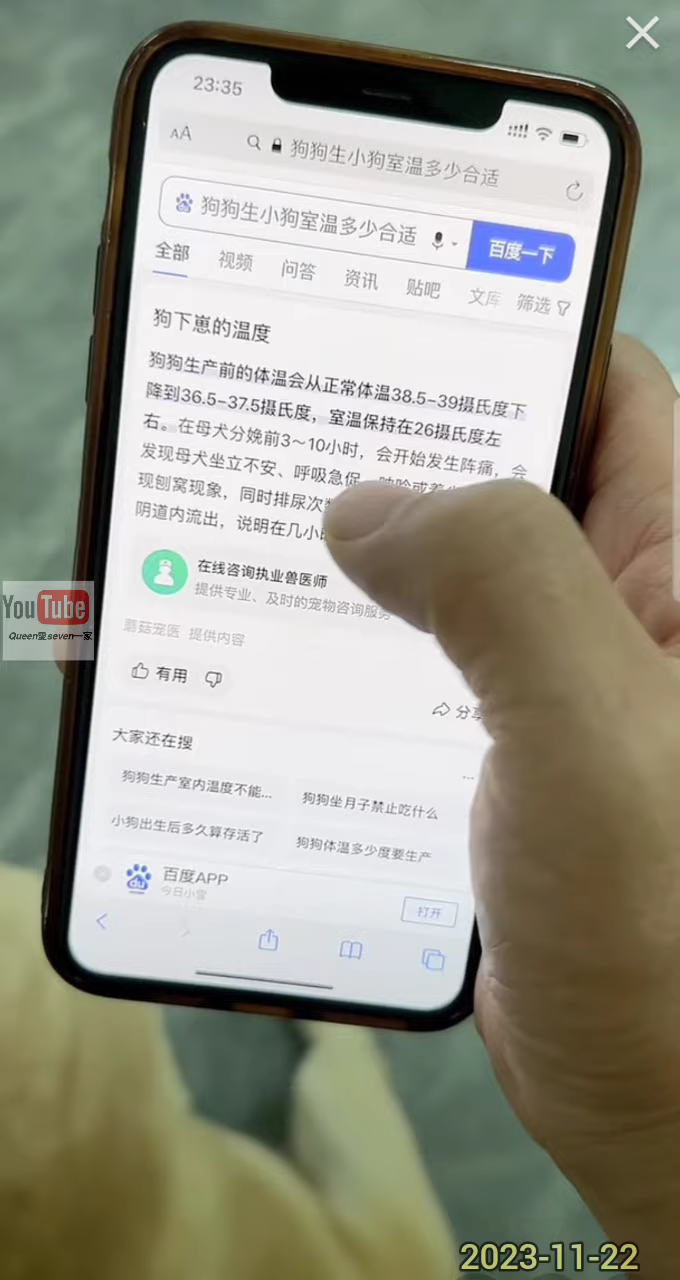 23:35
AA
狗狗生小狗室温多少合适
狗狗生小狗室温多少合适
百度一下
全部 视频 问答 资讯 贴吧 文库 筛选
狗下崽的温度
狗狗生产前的体温会从正常体温38.5-39摄氏度下
降到36.5-37.5摄氏度，室温保持在26摄氏度左
右。在母犬分娩前3～10小时，会开始发生阵痛，会
发现母犬坐立不安、呼吸急促、
现刨窝现象，同时排尿次
阴道内流出，说明在几小
在线咨询执业兽医师
提供专业、及时的宠物咨询服务
蘑菇宠医 提供内容
有用
分享
YouTube
Queen愛seven一家
大家还在搜
狗狗生产室内温度不能...
狗狗坐月子禁止吃什么
小狗出生后多久算存活了
狗狗体温多少度要生产
du
百度APP
今日小雪
打开
2023-11-22